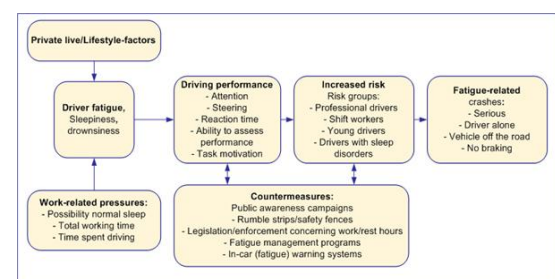 Private live/Lifestyle-factors
Driver fatigue,
Sleepiness,
drownsiness
Work-related pressures:
- Possibility normal sleep
- Total working time
- Time spent driving
Driving performance
- Attention
- Steering
- Reaction time
- Ability to assess
performance
- Task motivation
Increased risk
Risk groups:
- Professional drivers
- Shift workers
- Young drivers
- Drivers with sleep
disorders
Fatigue-related
crashes:
- Serious
- Driver alone
- Vehicle off the road
- No braking
Countermeasures:
Public awareness campaigns
- Rumble strips/safety fences
- Legislation/enforcement concerning work/rest hours
- Fatigue management programs
- In-car (fatigue) warning systems